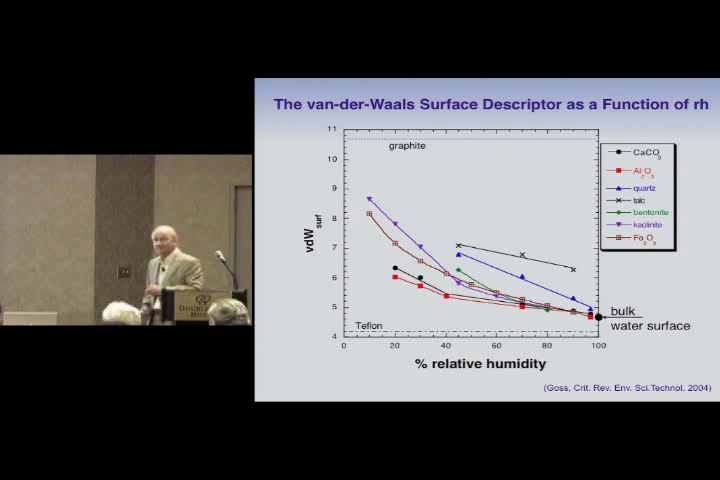 The van-der-Waals Surface Descriptor as a Function of rh
11
10
9
8
7
6
5
4
vdW surf
graphite
Teflon
0
20
40
60
80
100
% relative humidity
CaCO3
Al2O3
quartz
talc
bentonite
kaolinite
Fe2O3
bulk
water surface
(Goss, Crit. Rev. Env. Sci.Technol. 2004)